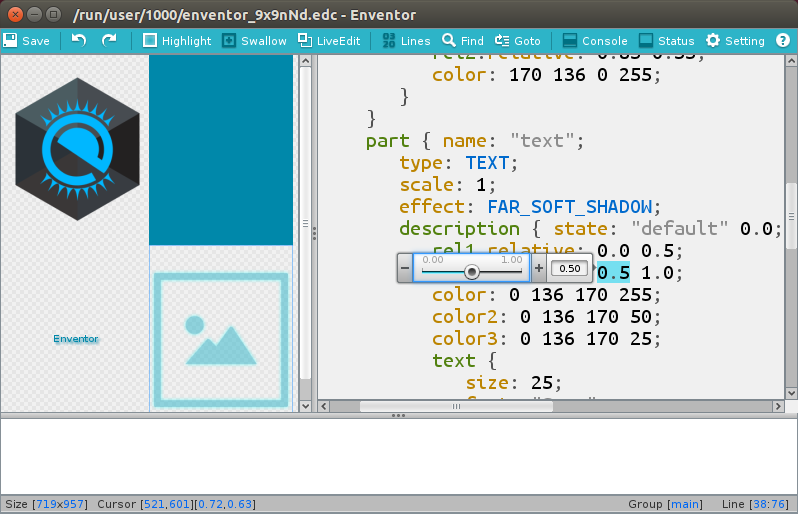 /run/user/1000/enventor_9x9nNd.edc - Enventor
Save Highlight Swallow LiveEdit Lines Find Goto Console Status Setting
color: 170 136 0 255;
}
}
part { name: "text";
type: TEXT;
scale: 1;
effect: FAR_SOFT_SHADOW;
description { state: "default" 0.0;
rel1.relative: 0.0 0.5;
0.00 1.00
0.50
0.5 1.0;
color: 0 136 170 255;
color2: 0 136 170 50;
color3: 0 136 170 25;
text {
size: 25;
Enventor
Size [719x957] Cursor [521,601][0.72,0.63] Group [main] Line [38:76]